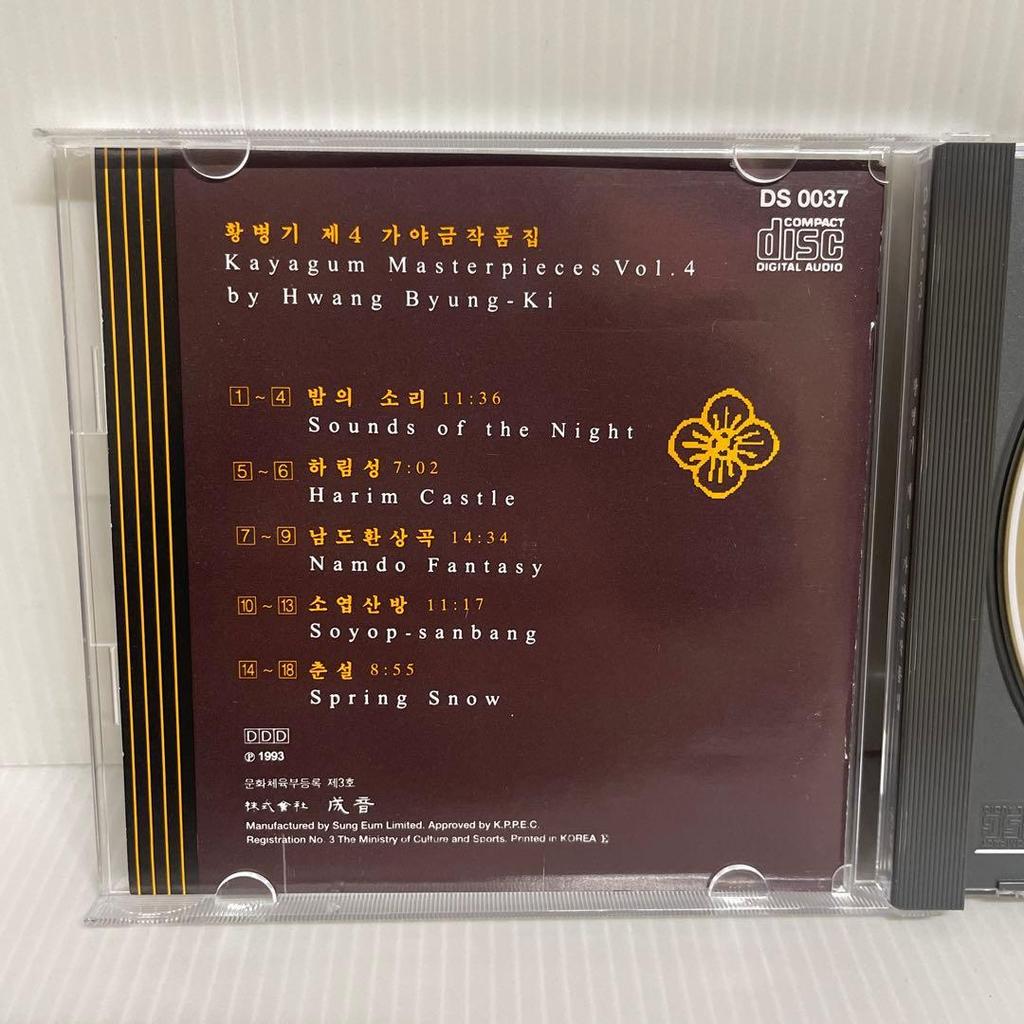 DS 0037
COMPACT
disc
DIGITAL AUDIO
황병기 제4 가야금작품집
Kayagum Masterpieces Vol. 4
by Hwang Byung-Ki
1 ~ 4 밤의 소리 11:36
Sounds of the Night
5 ~ 6 하림성 7:02
Harim Castle
7 ~ 9 남도환상곡 14:34
Namdo Fantasy
10 ~ 13 소엽산방 11:17
Soyop-sanbang
14 ~ 18 춘설 8:55
Spring Snow
DDD
℗ 1993
문화체육부등록 제3호
株式會社 成音
Manufactured by Sung Eum Limited. Approved by K.P.P.E.C.
Registration No. 3 The Ministry of Culture and Sports. Printed in KOREA